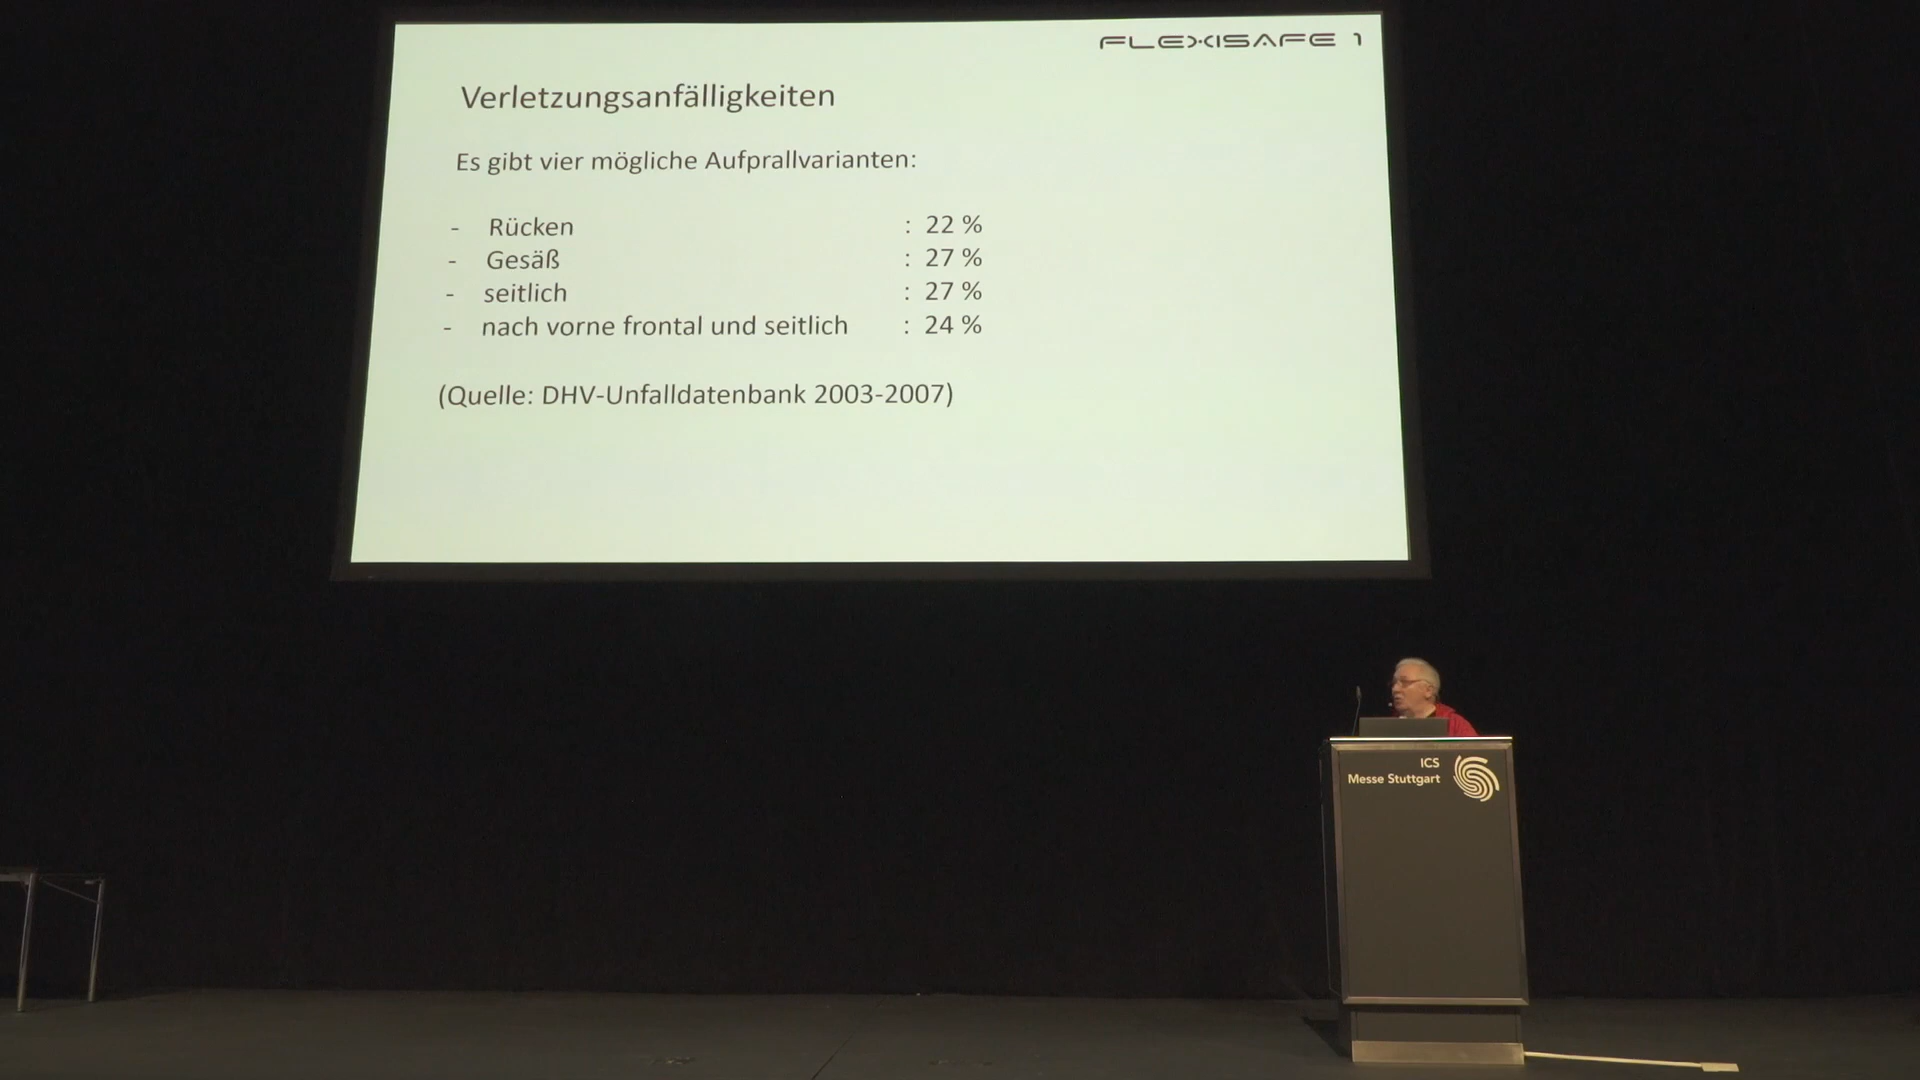 FLEXISAFE 1
Verletzungsanfälligkeiten
Es gibt vier mögliche Aufprallvarianten:
- Rücken : 22 %
- Gesäß : 27 %
- seitlich : 27 %
- nach vorne frontal und seitlich : 24 %
(Quelle: DHV-Unfalldatenbank 2003-2007)
ICS
Messe Stuttgart